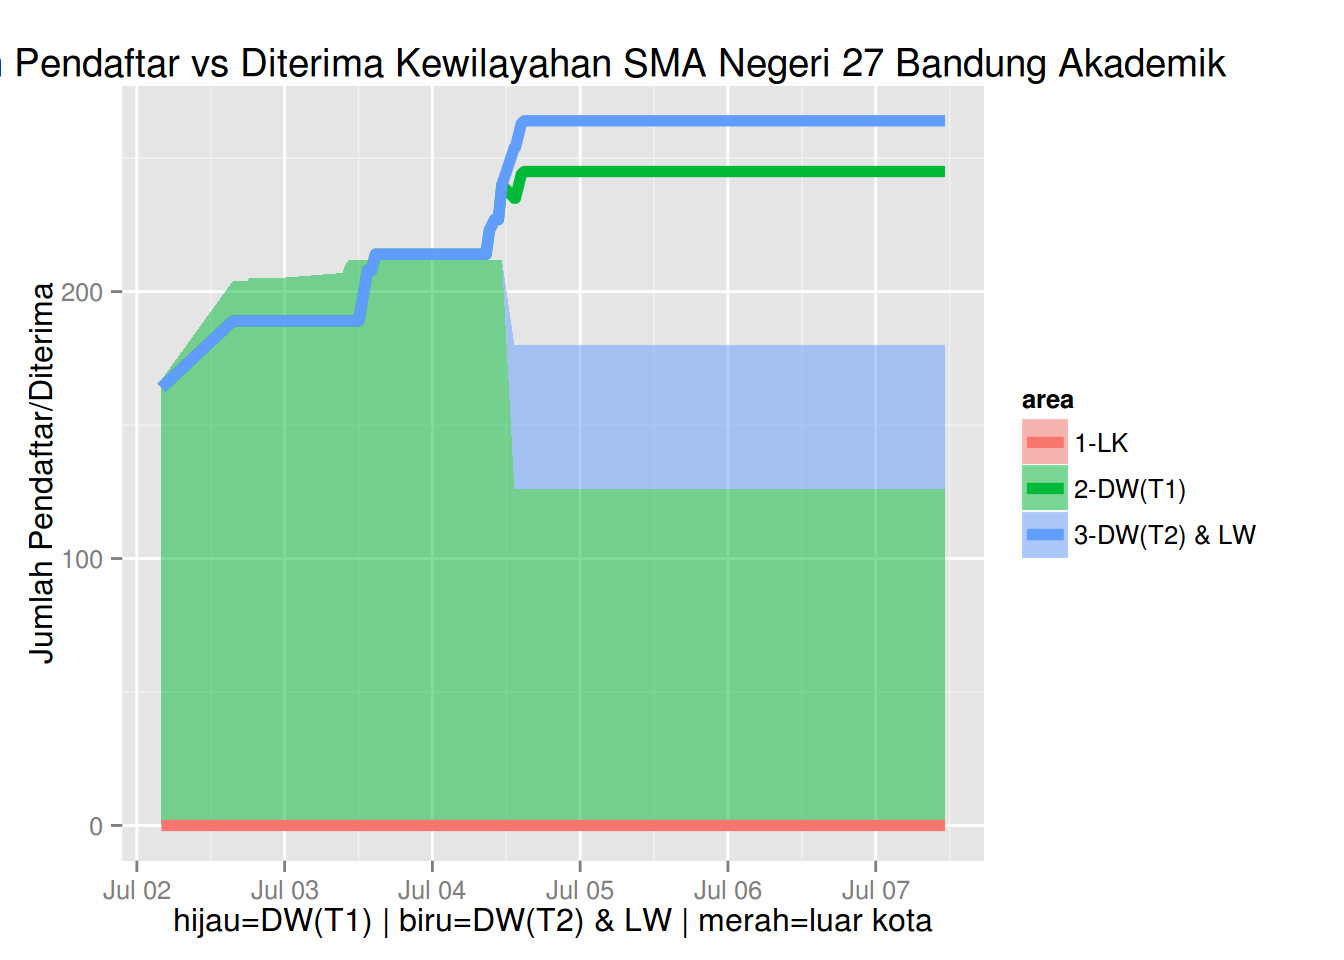 Pendaftar vs Diterima Kewilayahan SMA Negeri 27 Bandung Akademik
Jumlah Pendaftar/Diterima
200
100
0
Jul 02 Jul 03 Jul 04 Jul 05 Jul 06 Jul 07
hijau=DW(T1) | biru=DW(T2) & LW | merah=luar kota
area
1-LK
2-DW(T1)
3-DW(T2) & LW